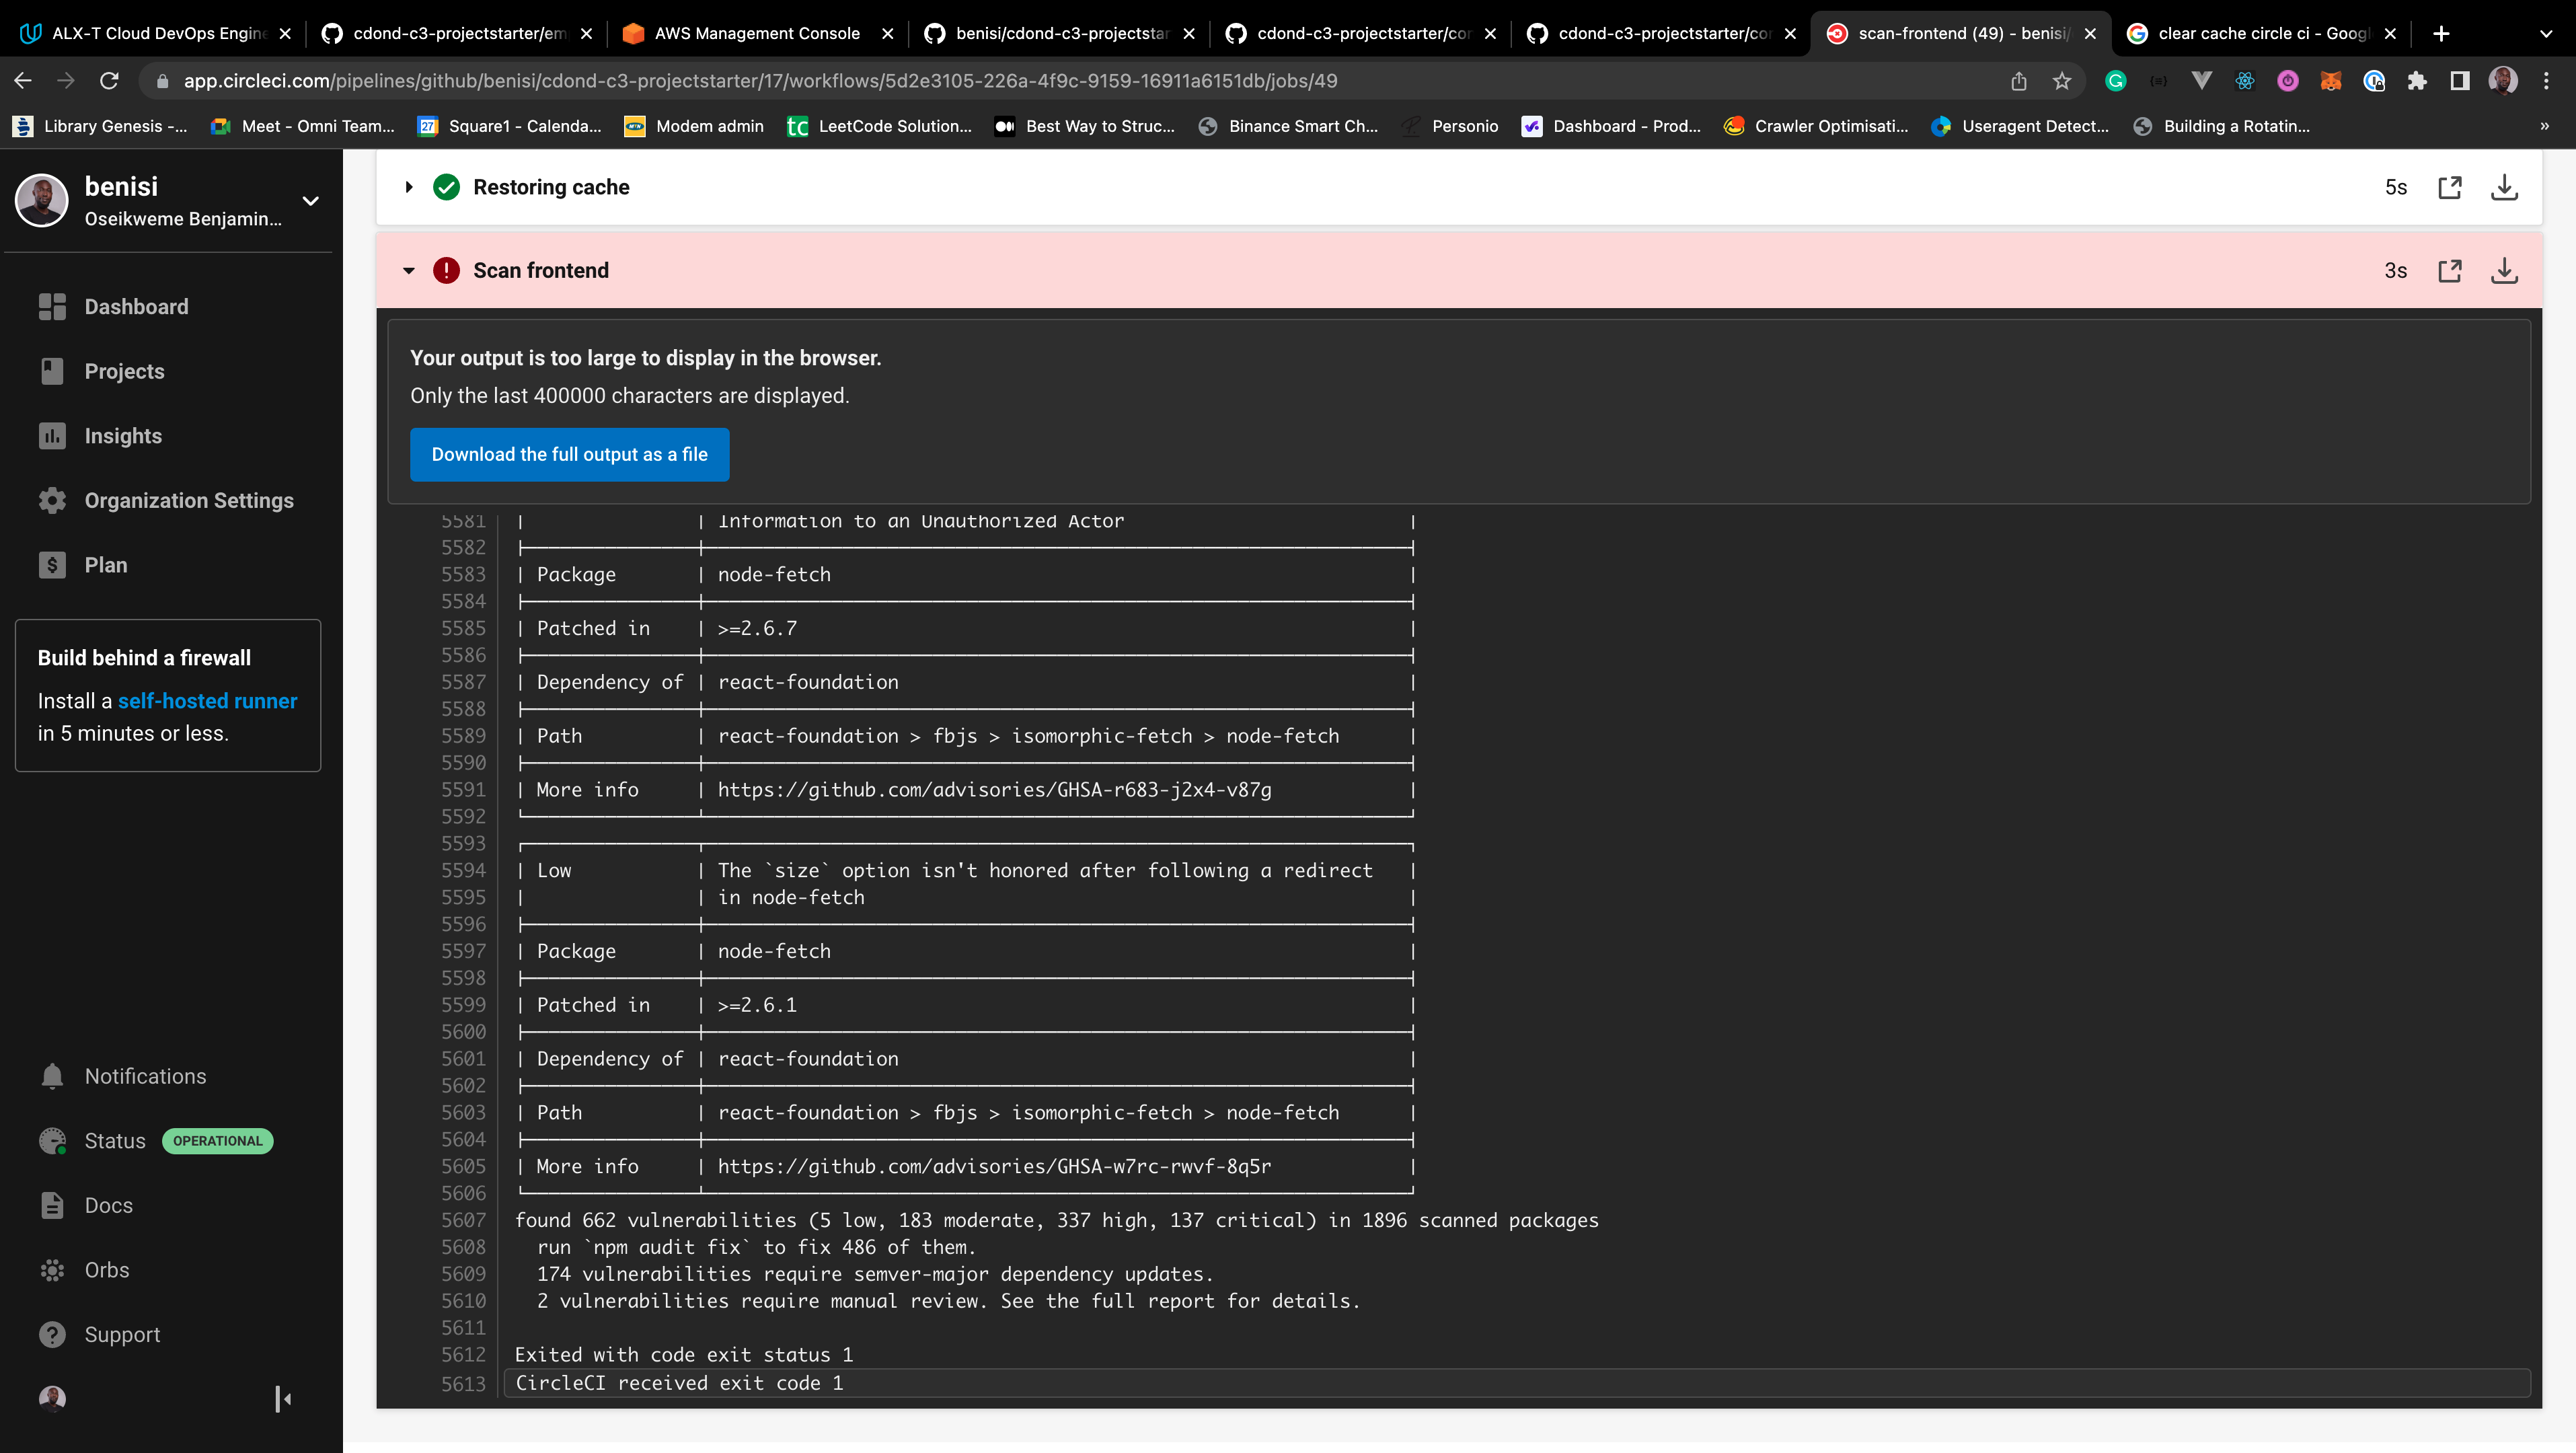 ALX-T Cloud DevOps Engine
cdond-c3-projectstarter/em
AWS Management Console
benisi/cdond-c3-projectstar
cdond-c3-projectstarter/cor
cdond-c3-projectstarter/cor
scan-frontend (49) - benisi/
clear cache circle ci - Googl
app.circleci.com/pipelines/github/benisi/cdond-c3-projectstarter/17/workflows/5d2e3105-226a-4f9c-9159-16911a6151db/jobs/49
Library Genesis -...
Meet - Omni Team...
27
Square1 - Calenda...
Modem admin
tc
LeetCode Solution...
Best Way to Struc...
Binance Smart Ch...
Personio
Dashboard - Prod...
Crawler Optimisati...
Useragent Detect...
Building a Rotatin...
»
benisi
Oseikweme Benjamin...
Dashboard
Projects
Insights
Organization Settings
Plan
Build behind a firewall
Install a self-hosted runner
in 5 minutes or less.
Notifications
Status OPERATIONAL
Docs
Orbs
Support
Restoring cache 5s
Scan frontend 3s
Your output is too large to display in the browser.
Only the last 400000 characters are displayed.
Download the full output as a file
5581 | | Information to an Unauthorized Actor |
5582
5583 | Package | node-fetch |
5584
5585 | Patched in | >=2.6.7 |
5586
5587 | Dependency of | react-foundation |
5588
5589 | Path | react-foundation > fbjs > isomorphic-fetch > node-fetch |
5590
5591 | More info | https://github.com/advisories/GHSA-r683-j2x4-v87g |
5592
5593
5594 | Low | The `size` option isn't honored after following a redirect |
5595 | | in node-fetch |
5596
5597 | Package | node-fetch |
5598
5599 | Patched in | >=2.6.1 |
5600
5601 | Dependency of | react-foundation |
5602
5603 | Path | react-foundation > fbjs > isomorphic-fetch > node-fetch |
5604
5605 | More info | https://github.com/advisories/GHSA-w7rc-rwvf-8q5r |
5606
5607 found 662 vulnerabilities (5 low, 183 moderate, 337 high, 137 critical) in 1896 scanned packages
5608 run `npm audit fix` to fix 486 of them.
5609 174 vulnerabilities require semver-major dependency updates.
5610 2 vulnerabilities require manual review. See the full report for details.
5611
5612 Exited with code exit status 1
5613 CircleCI received exit code 1